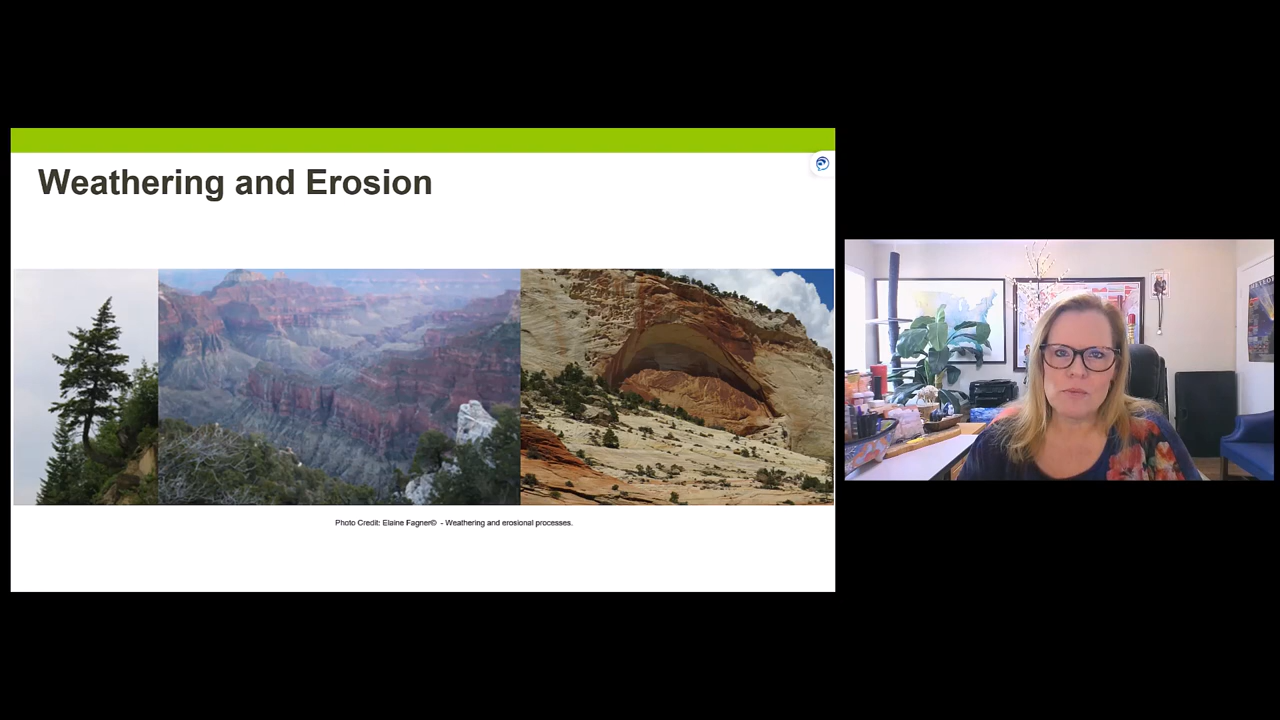 Weathering and Erosion
Photo Credit: Elaine Fagner© - Weathering and erosional processes.